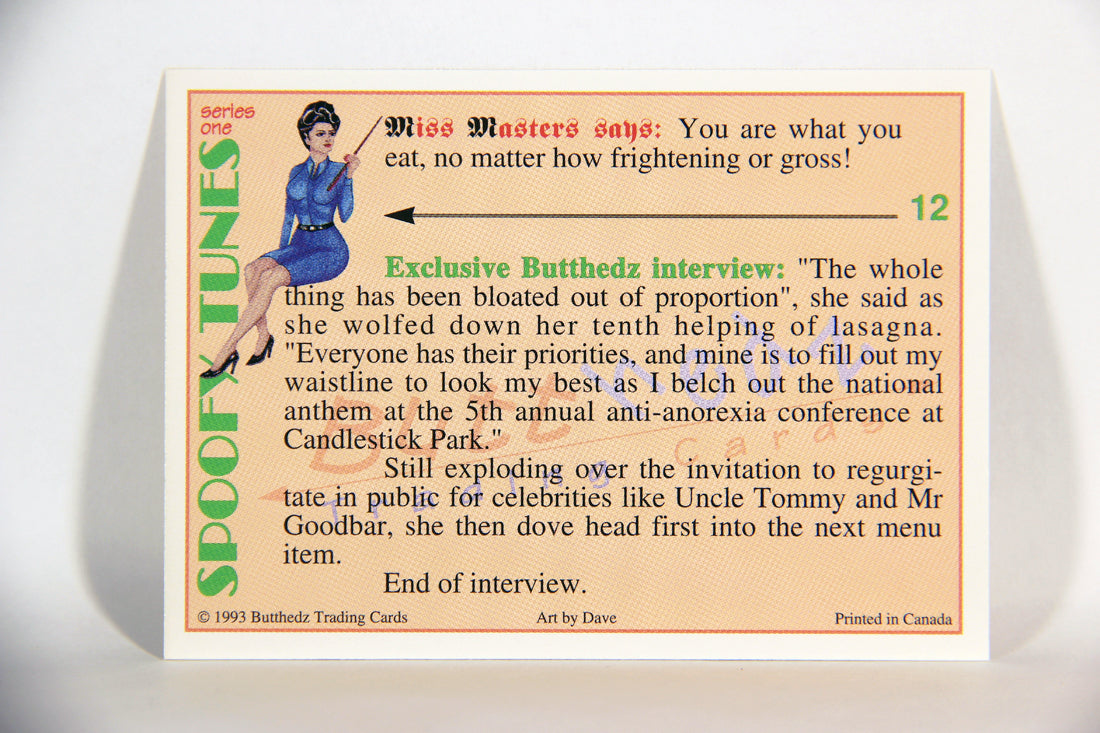 series
one
SPOOFY TUNES
Miss Masters says: You are what you
eat, no matter how frightening or gross!
12
Exclusive Butthedz interview: "The whole
thing has been bloated out of proportion", she said as
she wolfed down her tenth helping of lasagna.
"Everyone has their priorities, and mine is to fill out my
waistline to look my best as I belch out the national
anthem at the 5th annual anti-anorexia conference at
Candlestick Park."
Still exploding over the invitation to regurgi-
tate in public for celebrities like Uncle Tommy and Mr
Goodbar, she then dove head first into the next menu
item.
End of interview.
Butthedz
Trading Cards
© 1993 Butthedz Trading Cards
Art by Dave
Printed in Canada